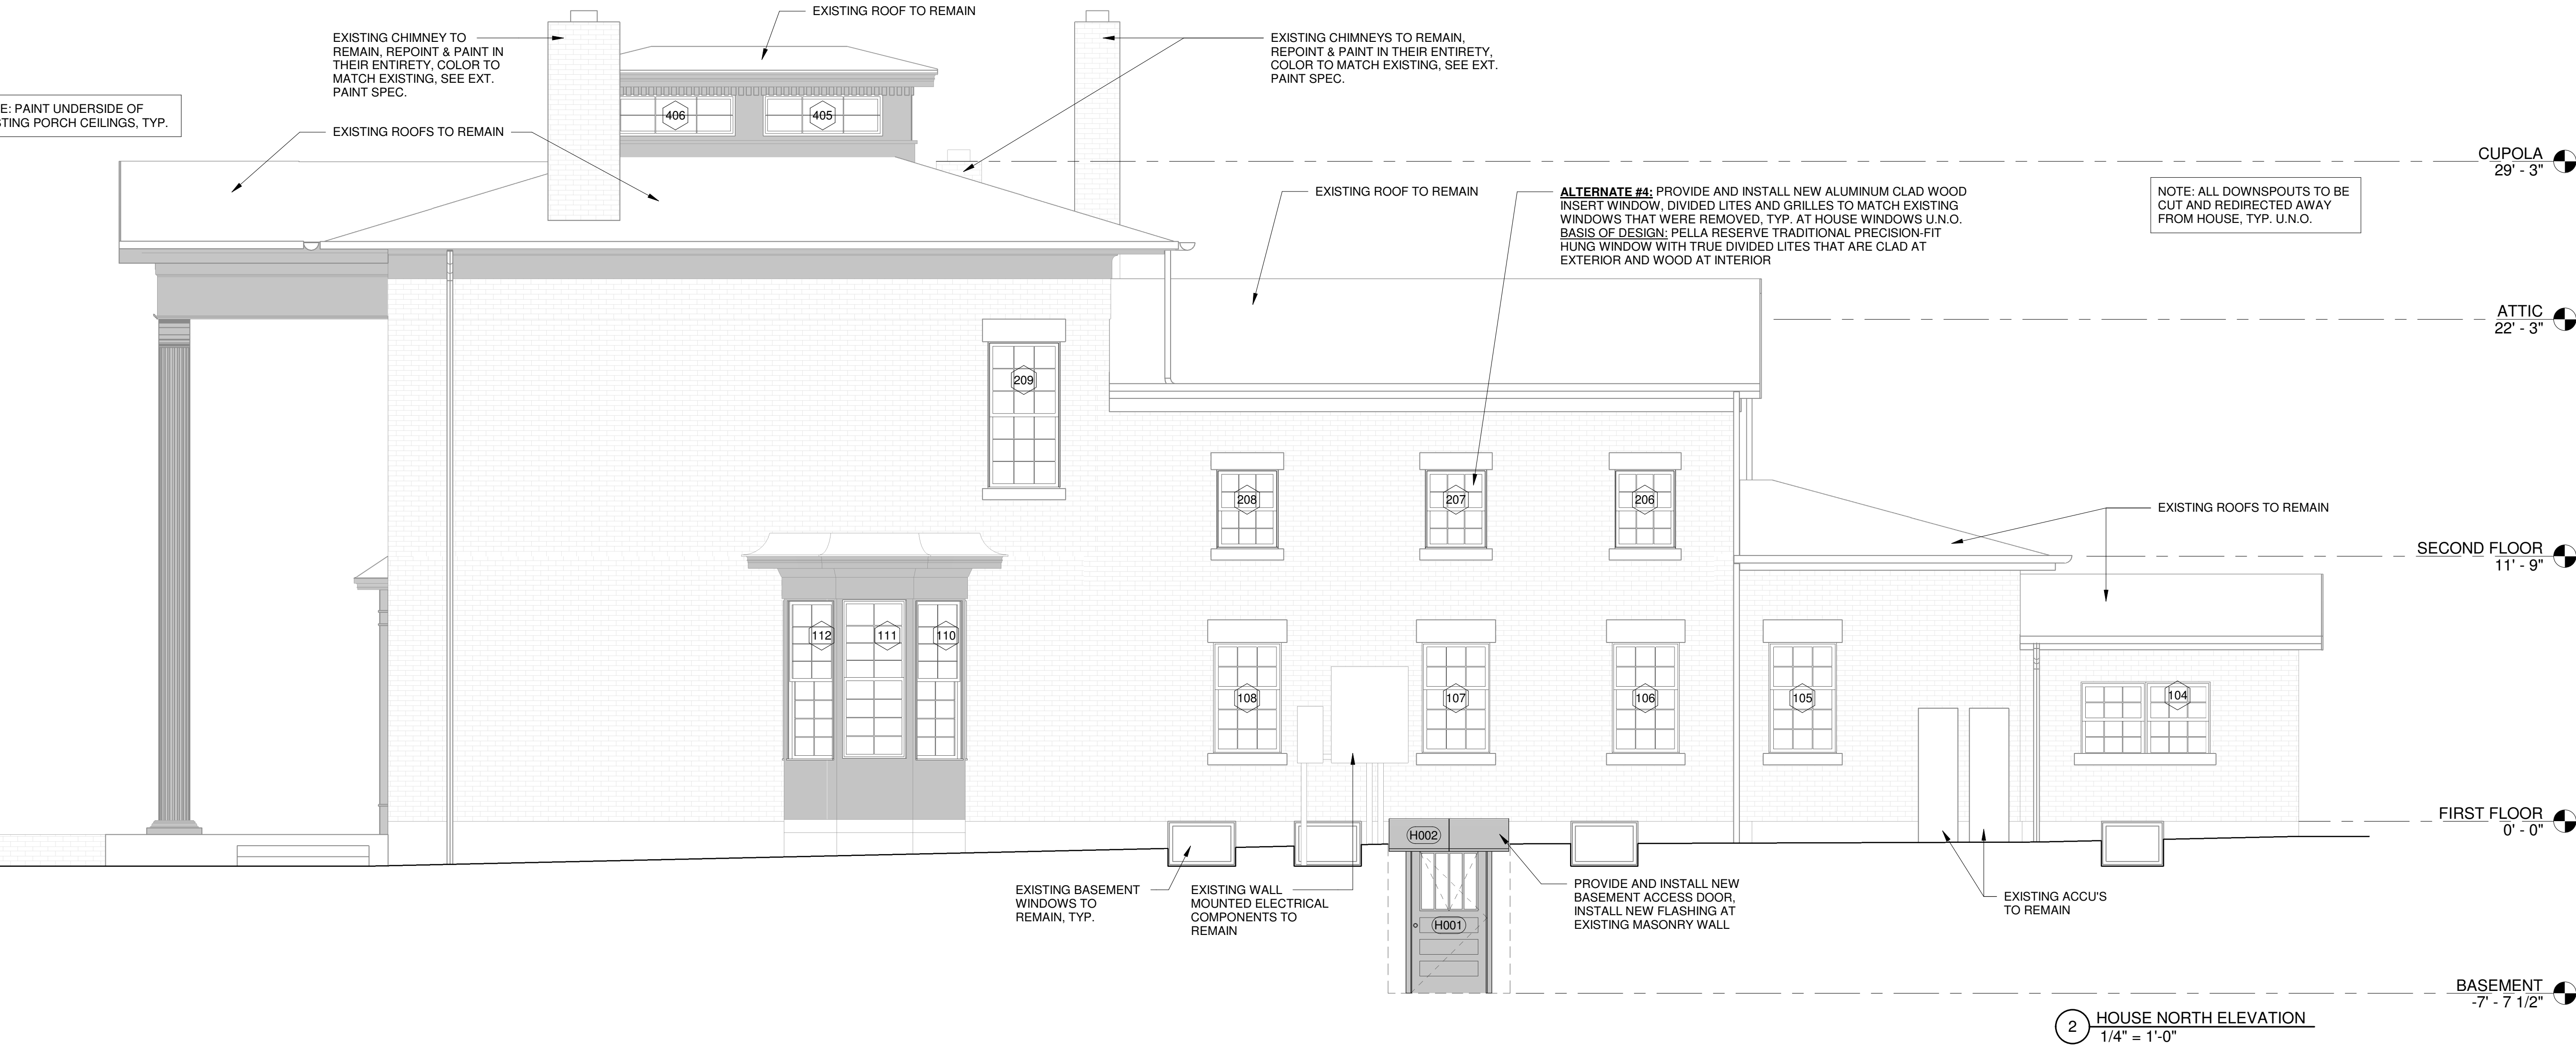 EXISTING ROOF TO REMAIN
EXISTING CHIMNEY TO
REMAIN, REPOINT & PAINT IN
THEIR ENTIRETY, COLOR TO
MATCH EXISTING, SEE EXT.
PAINT SPEC.
EXISTING CHIMNEYS TO REMAIN,
REPOINT & PAINT IN THEIR ENTIRETY,
COLOR TO MATCH EXISTING, SEE EXT.
PAINT SPEC.
E: PAINT UNDERSIDE OF
STING PORCH CEILINGS, TYP.
EXISTING ROOFS TO REMAIN
406
405
CUPOLA
29' - 3"
EXISTING ROOF TO REMAIN
ALTERNATE #4: PROVIDE AND INSTALL NEW ALUMINUM CLAD WOOD
INSERT WINDOW, DIVIDED LITES AND GRILLES TO MATCH EXISTING
WINDOWS THAT WERE REMOVED, TYP. AT HOUSE WINDOWS U.N.O.
BASIS OF DESIGN: PELLA RESERVE TRADITIONAL PRECISION-FIT
HUNG WINDOW WITH TRUE DIVIDED LITES THAT ARE CLAD AT
EXTERIOR AND WOOD AT INTERIOR
NOTE: ALL DOWNSPOUTS TO BE
CUT AND REDIRECTED AWAY
FROM HOUSE, TYP. U.N.O.
ATTIC
22' - 3"
209
208
207
206
EXISTING ROOFS TO REMAIN
SECOND FLOOR
11' - 9"
112
111
110
108
107
106
105
104
FIRST FLOOR
0' - 0"
H002
H001
EXISTING BASEMENT
WINDOWS TO
REMAIN, TYP.
EXISTING WALL
MOUNTED ELECTRICAL
COMPONENTS TO
REMAIN
PROVIDE AND INSTALL NEW
BASEMENT ACCESS DOOR,
INSTALL NEW FLASHING AT
EXISTING MASONRY WALL
EXISTING ACCU'S
TO REMAIN
BASEMENT
-7' - 7 1/2"
2
HOUSE NORTH ELEVATION
1/4" = 1'-0"